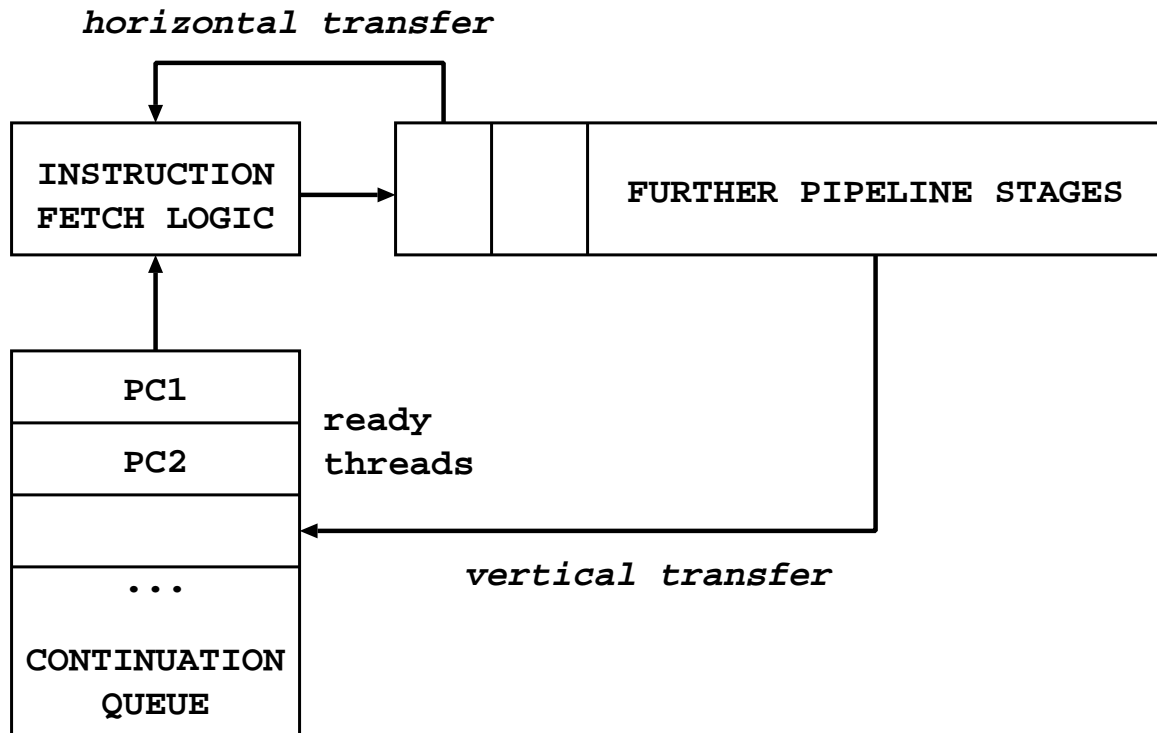 horizontal transfer
INSTRUCTION
FETCH LOGIC
FURTHER PIPELINE STAGES
PC1
PC2
ready
threads
vertical transfer
...
CONTINUATION
QUEUE